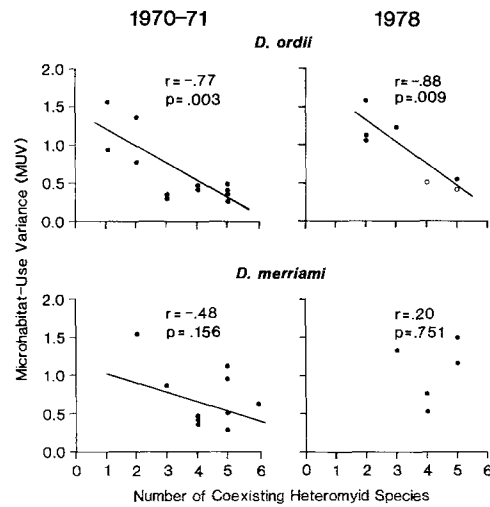 1970–71
1978
D. ordii
Microhabitat-Use Variance (MUV)
2.0
1.5
1.0
0.5
0.0
r=-.77
p=.003
r=-.88
p=.009
D. merriami
2.0
1.5
1.0
0.5
0.0
r=-.48
p=.156
r=.20
p=.751
0 1 2 3 4 5 6
0 1 2 3 4 5 6
Number of Coexisting Heteromyid Species